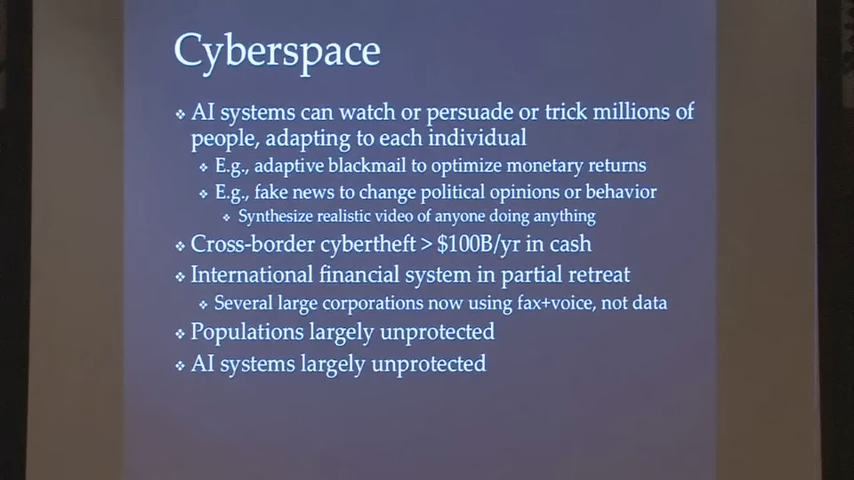 Cyberspace
❖ AI systems can watch or persuade or trick millions of
people, adapting to each individual
❖ E.g., adaptive blackmail to optimize monetary returns
❖ E.g., fake news to change political opinions or behavior
❖ Synthesize realistic video of anyone doing anything
❖ Cross-border cybertheft > $100B/yr in cash
❖ International financial system in partial retreat
❖ Several large corporations now using fax+voice, not data
❖ Populations largely unprotected
❖ AI systems largely unprotected